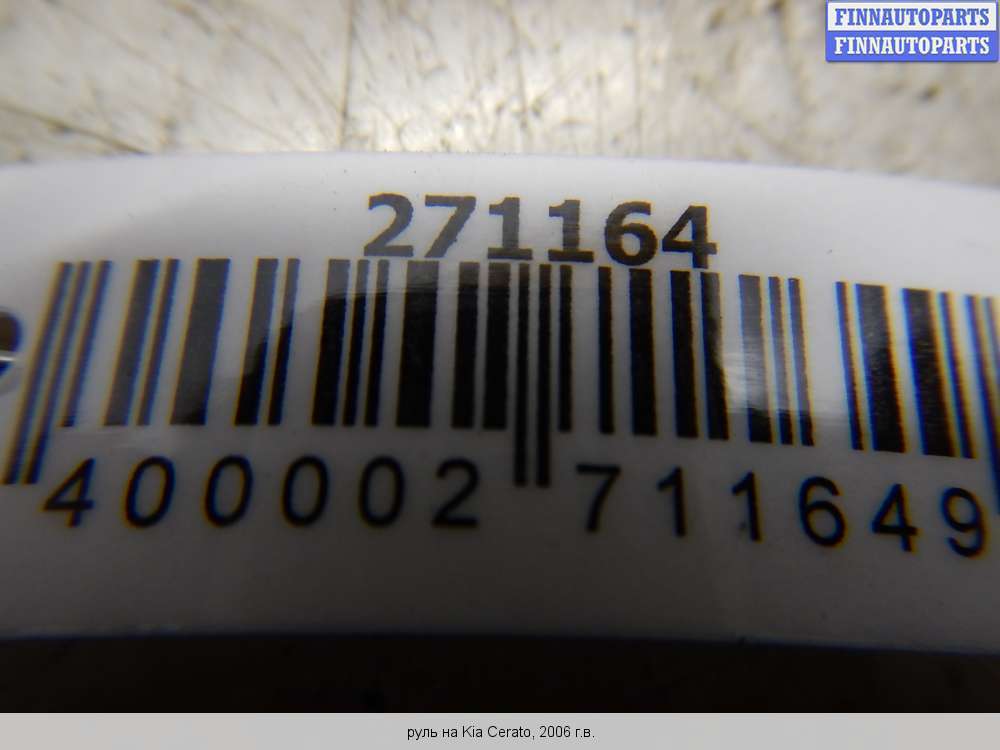 FINNAUTOPARTS
FINNAUTOPARTS
271164
400002 711649
руль на Kia Cerato, 2006 г.в.